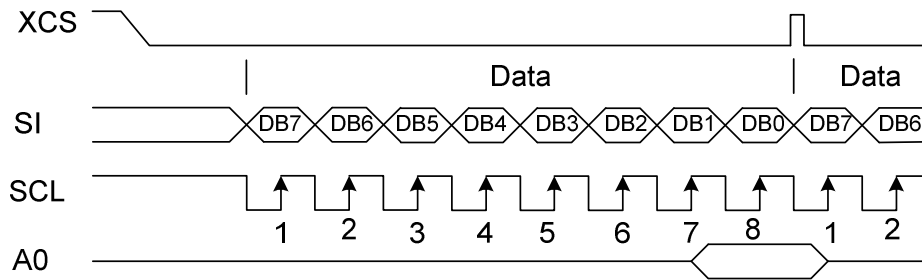 XCS
Data Data
SI DB7 DB6 DB5 DB4 DB3 DB2 DB1 DB0 DB7 DB6
SCL
1 2 3 4 5 6 7 8 1 2
A0